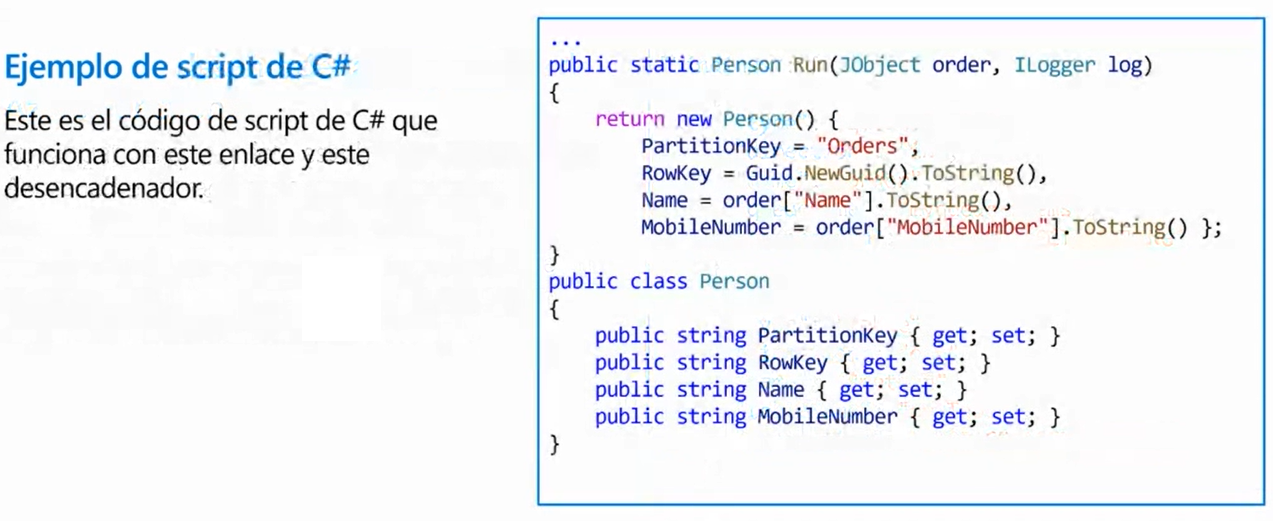 Ejemplo de script de C#
Este es el código de script de C# que
funciona con este enlace y este
desencadenador.
...
public static Person Run(JObject order, ILogger log)
{
    return new Person() {
        PartitionKey = "Orders",
        RowKey = Guid.NewGuid().ToString(),
        Name = order["Name"].ToString(),
        MobileNumber = order["MobileNumber"].ToString() };
}
public class Person
{
    public string PartitionKey { get; set; }
    public string RowKey { get; set; }
    public string Name { get; set; }
    public string MobileNumber { get; set; }
}